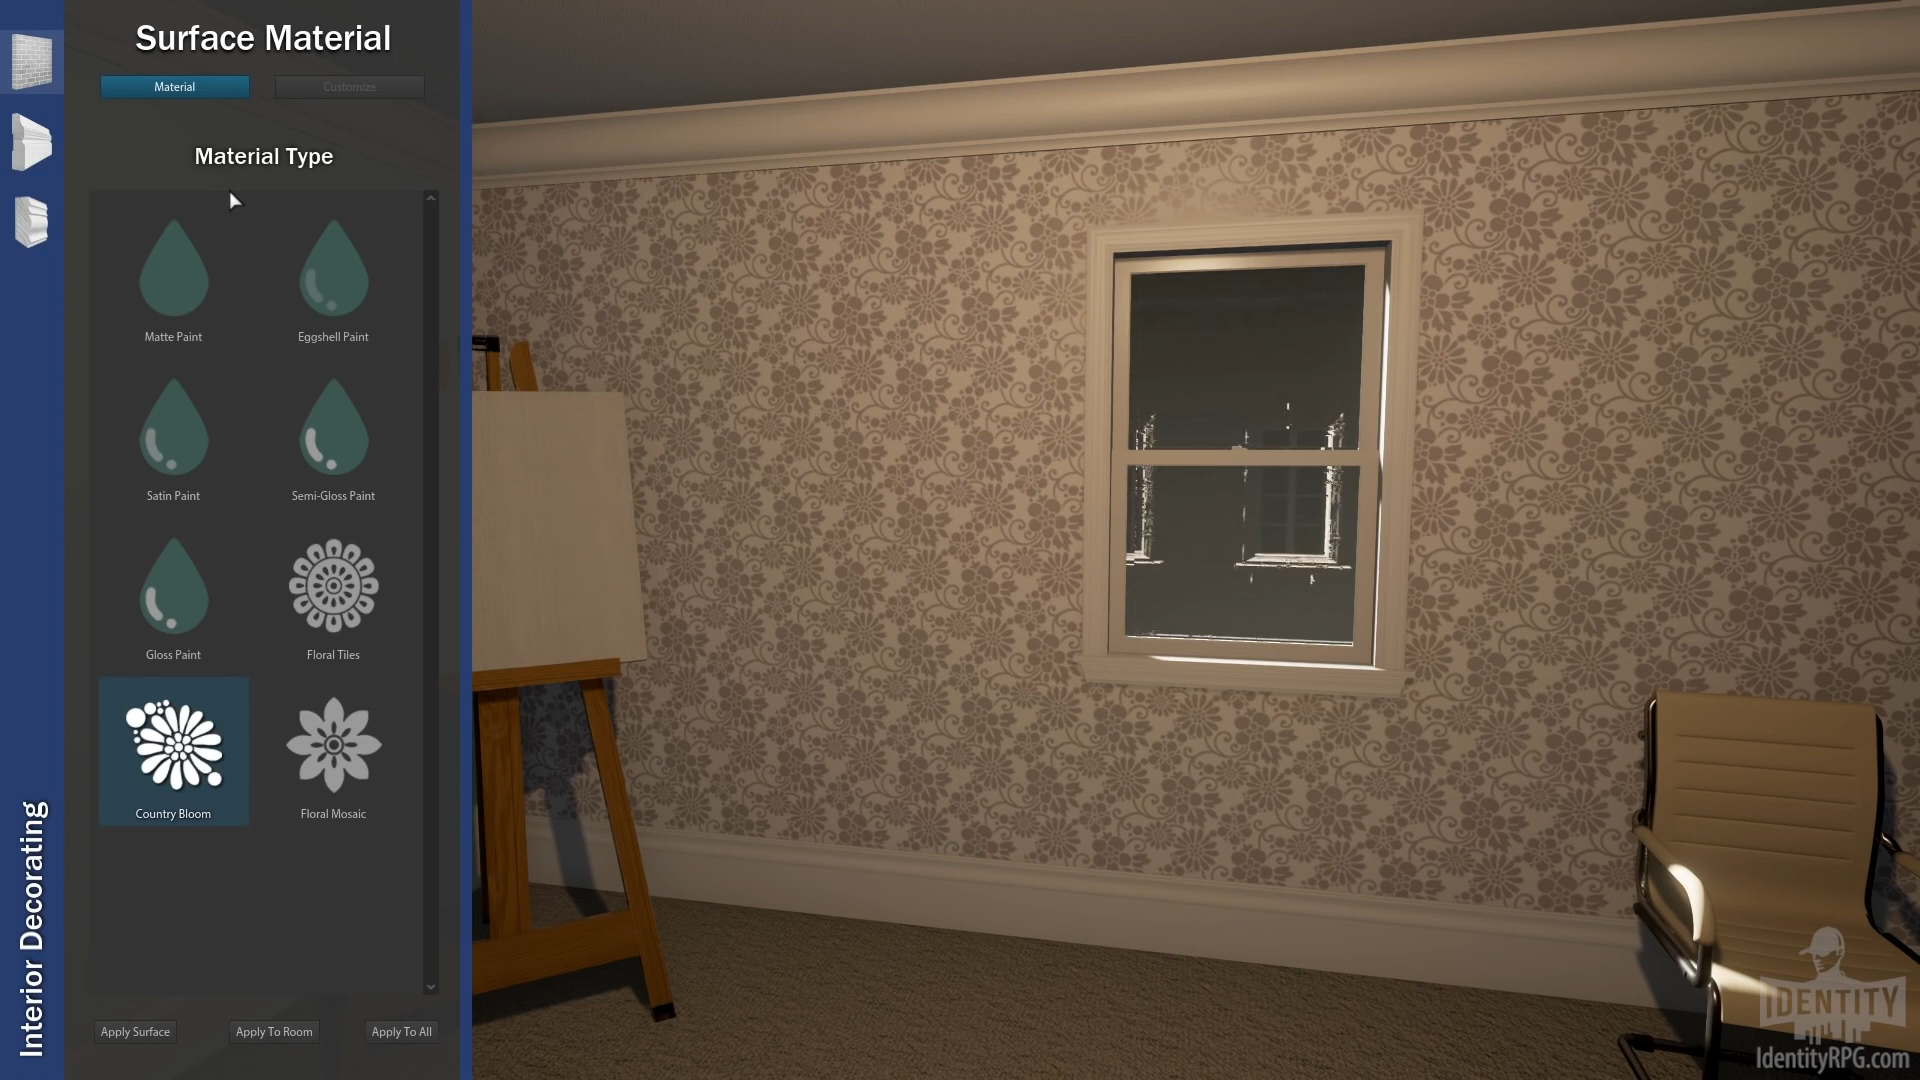 Surface Material
Material
Customize
Material Type
Matte Paint
Eggshell Paint
Satin Paint
Semi-Gloss Paint
Gloss Paint
Floral Tiles
Country Bloom
Floral Mosaic
Apply Surface
Apply To Room
Apply To All
Interior Decorating
IDENTITY
IdentityRPG.com